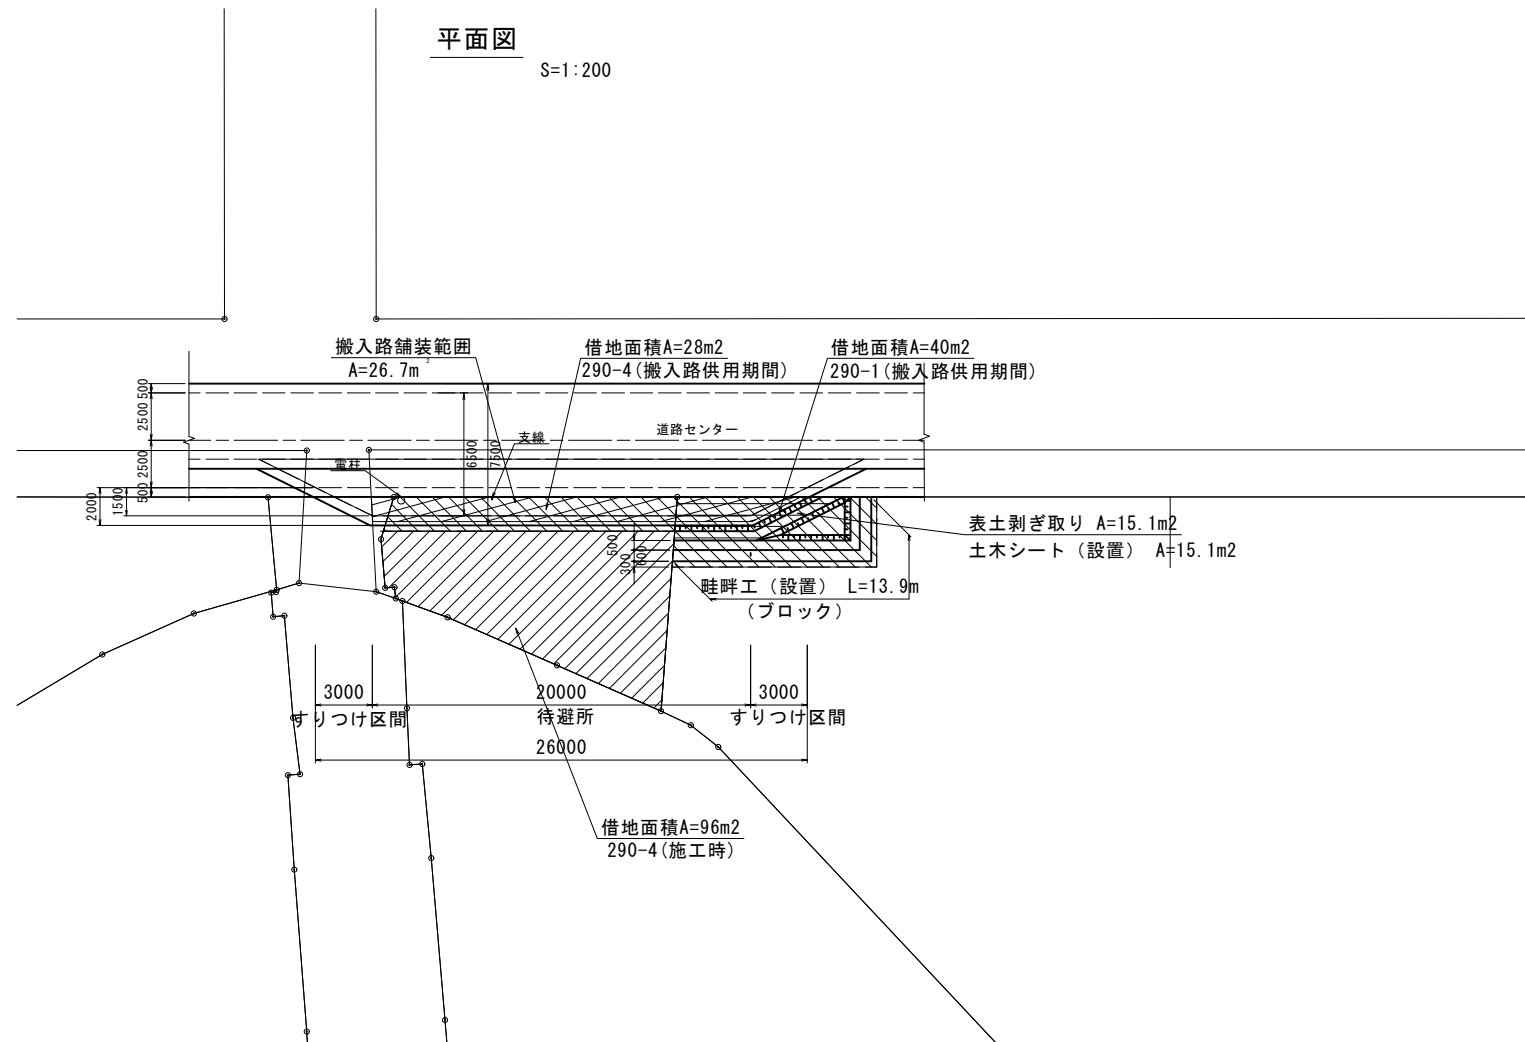 平面図
S=1:200
搬入路舗装範囲
A=26.7m²
借地面積A=28m2
290-4(搬入路供用期間)
借地面積A=40m2
290-1(搬入路供用期間)
500
2500
2500
500
2000
1500
6500
7500
支線
道路センター
電柱
表土剥ぎ取り A=15.1m2
土木シート（設置） A=15.1m2
500
600
300
畦畔工（設置） L=13.9m
（ブロック）
3000
20000
3000
すりつけ区間
待避所
すりつけ区間
26000
借地面積A=96m2
290-4(施工時)